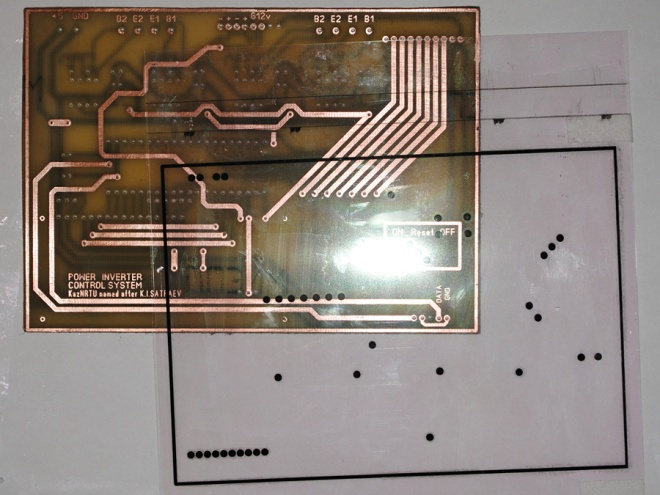 +5 GND
B2 E2 E1 B1
G12v
B2 E2 E1 B1
ON Reset OFF
POWER INVERTER
CONTROL SYSTEM
KazNRTU named after K.I.SATPAEV
DATA
GND